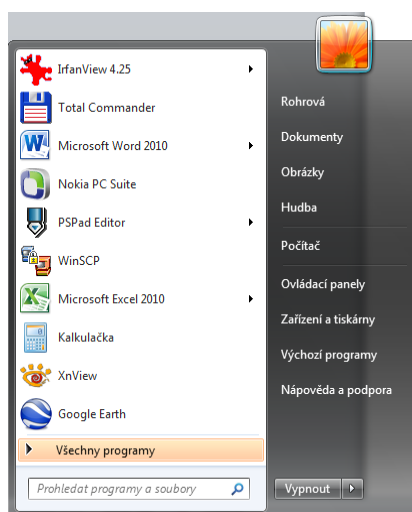 IrfanView 4.25
Total Commander
Microsoft Word 2010
Nokia PC Suite
PSPad Editor
WinSCP
Microsoft Excel 2010
Kalkulačka
XnView
Google Earth
Všechny programy
Prohledat programy a soubory
Rohrová
Dokumenty
Obrázky
Hudba
Počítač
Ovládací panely
Zařízení a tiskárny
Výchozí programy
Nápověda a podpora
Vypnout